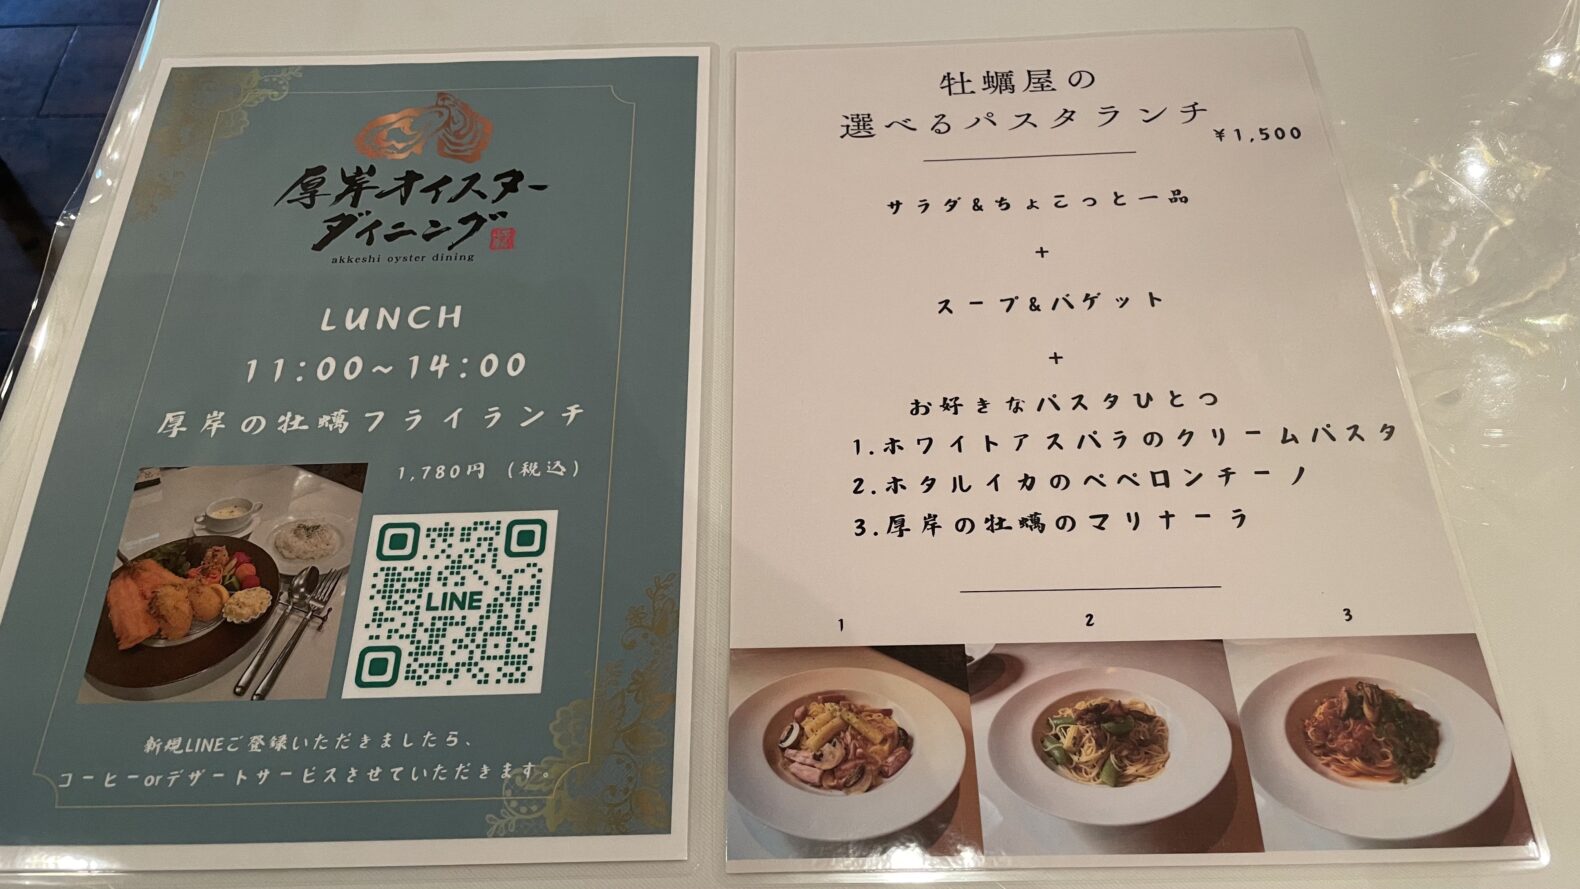 厚岸オイスター
ダイニング
akkeshi oyster dining
LUNCH
11:00~14:00
厚岸の牡蠣フライランチ
1,780円 (税込)
LINE
新規LINEご登録いただきましたら、
コーヒーorデザートサービスさせていただきます。
牡蠣屋の
選べるパスタランチ
¥1,500
サラダ&ちょこっと一品
+
スープ&バゲット
+
お好きなパスタひとつ
1.ホワイトアスパラのクリームパスタ
2.ホタルイカのペペロンチーノ
3.厚岸の牡蠣のマリナーラ
1 2 3